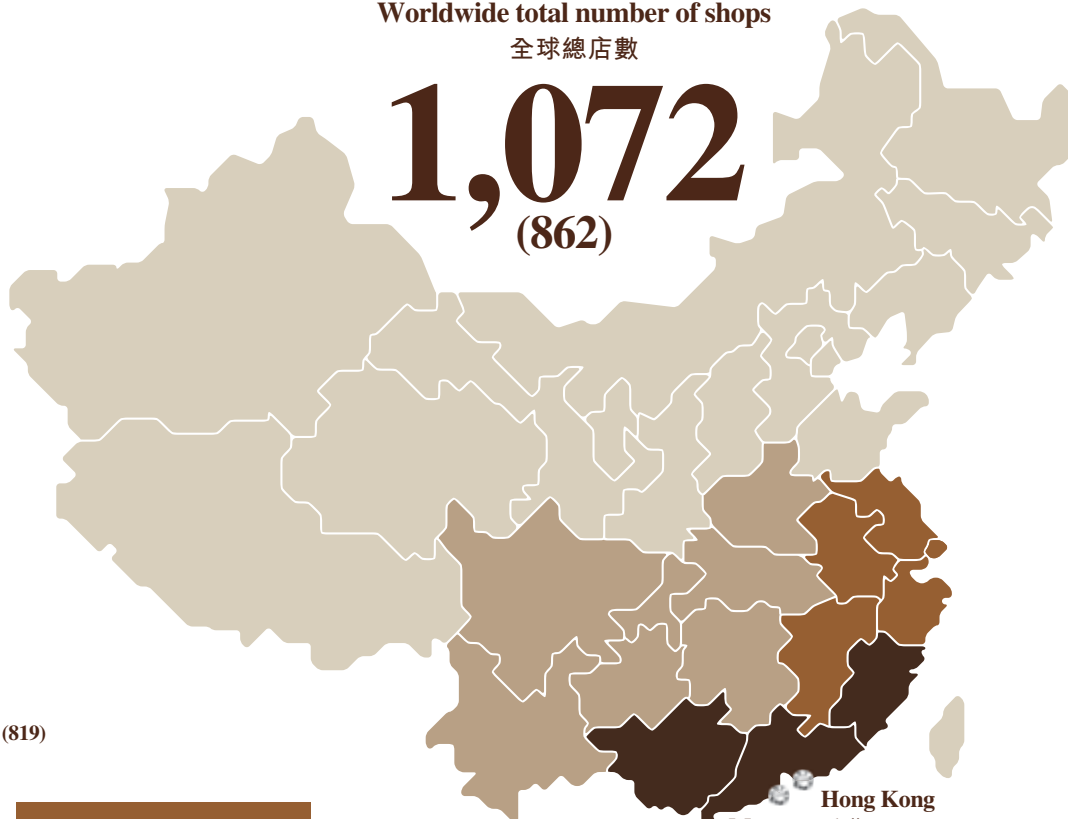 Worldwide total number of shops
全球總店數
1,072
(862)
(819)
Hong Kong